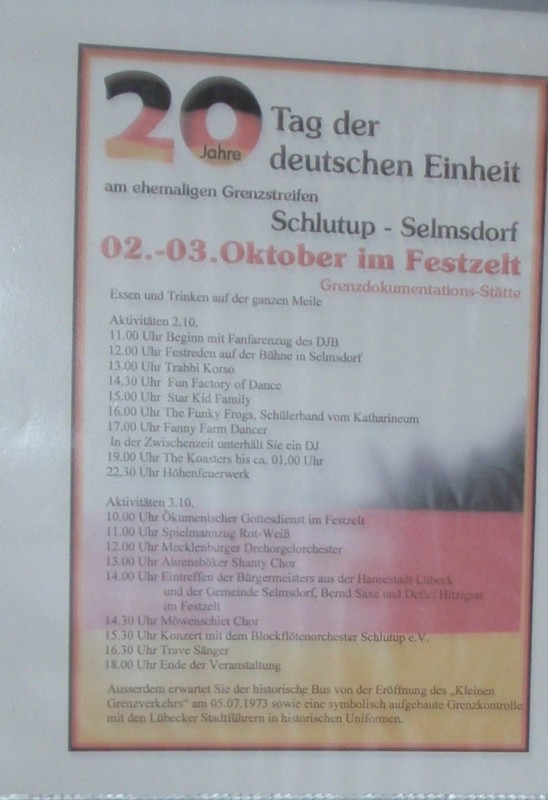 20 Jahre
Tag der
deutschen Einheit
am ehemaligen Grenzstreifen
Schlutup - Selmsdorf
02.-03.Oktober im Festzelt
Grenzdokumentations-Stätte
Essen und Trinken auf der ganzen Meile
Aktivitäten 2.10.
11.00 Uhr Beginn mit Fanfarenzug des DJB
12.00 Uhr Festreden auf der Bühne in Selmsdorf
13.00 Uhr Trabbi Korso
14.30 Uhr Fun Factory of Dance
15.00 Uhr Star Kid Family
16.00 Uhr The Funky Frogs, Schülerband vom Katharineum
17.00 Uhr Fanny Farm Dancer
In der Zwischenzeit unterhält Sie ein DJ
19.00 Uhr The Koasters bis ca. 01.00 Uhr
22.30 Uhr Höhenfeuerwerk
Aktivitäten 3.10.
10.00 Uhr Ökumenischer Gottesdienst im Festzelt
11.00 Uhr Spielmannzug Rot-Weiß
12.00 Uhr Mecklenburger Drehorgelorchester
13.00 Uhr Ahrensböker Shanty Chor
14.00 Uhr Eintreffen der Bürgermeisters aus der Hansestadt Lübeck
und der Gemeinde Selmsdorf, Bernd Saxe und Detlef Hitzigrat
im Festzelt
14.30 Uhr Möwenschiet Chor
15.30 Uhr Konzert mit dem Blockflötenorchester Schlutup e.V.
16.30 Uhr Trave Sänger
18.00 Uhr Ende der Veranstaltung
Ausserdem erwartet Sie der historische Bus von der Eröffnung des „Kleinen
Grenzverkehrs" am 05.07.1973 sowie eine symbolisch aufgebaute Grenzkontrolle
mit den Lübecker Stadtführern in historischen Uniformen.